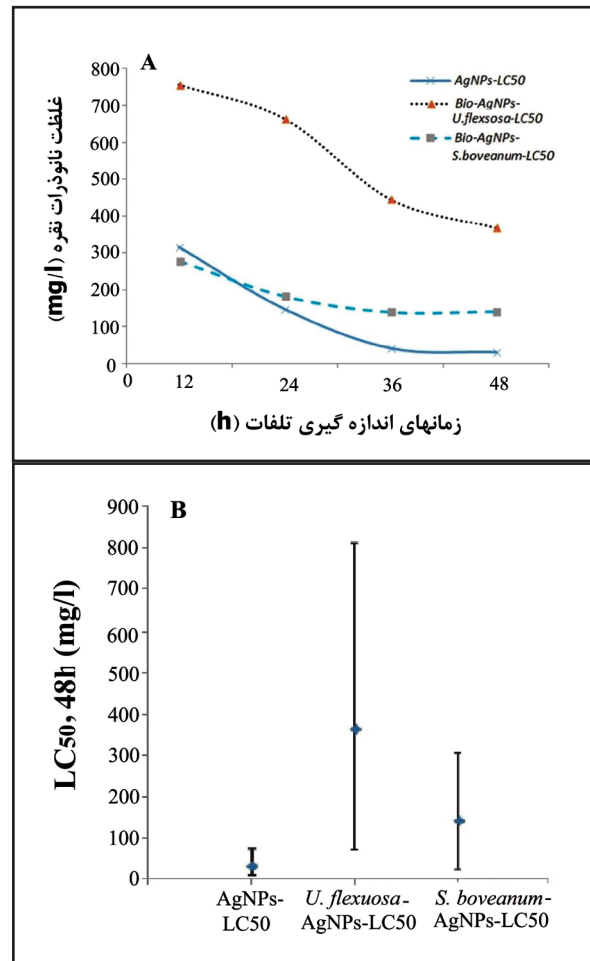 A
800
700
600
500
400
300
200
100
0
غلظت نانوذرات نقره
(mg/l)
AgNPs-LC50
Bio-AgNPs-
U.flexsosa-LC50
Bio-AgNPs-
S.boveanum-LC50
0 12 24 36 48
زمانهای اندازه گیری تلفات (h)
B
900
800
700
600
500
400
300
200
100
0
LC50, 48h (mg/l)
AgNPs- U. flexuosa- S. boveanum-
LC50 AgNPs-LC50 AgNPs-LC50